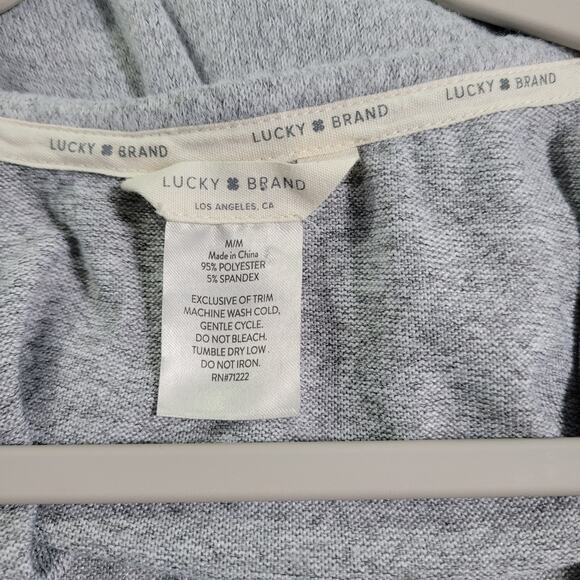 LUCKY BRAND
LUCKY BRAND
LUCKY BRAND
LUCKY BRAND
LOS ANGELES, CA
M/M
Made in China
95% POLYESTER
5% SPANDEX
EXCLUSIVE OF TRIM
MACHINE WASH COLD,
GENTLE CYCLE.
DO NOT BLEACH.
TUMBLE DRY LOW.
DO NOT IRON.
RN#71222